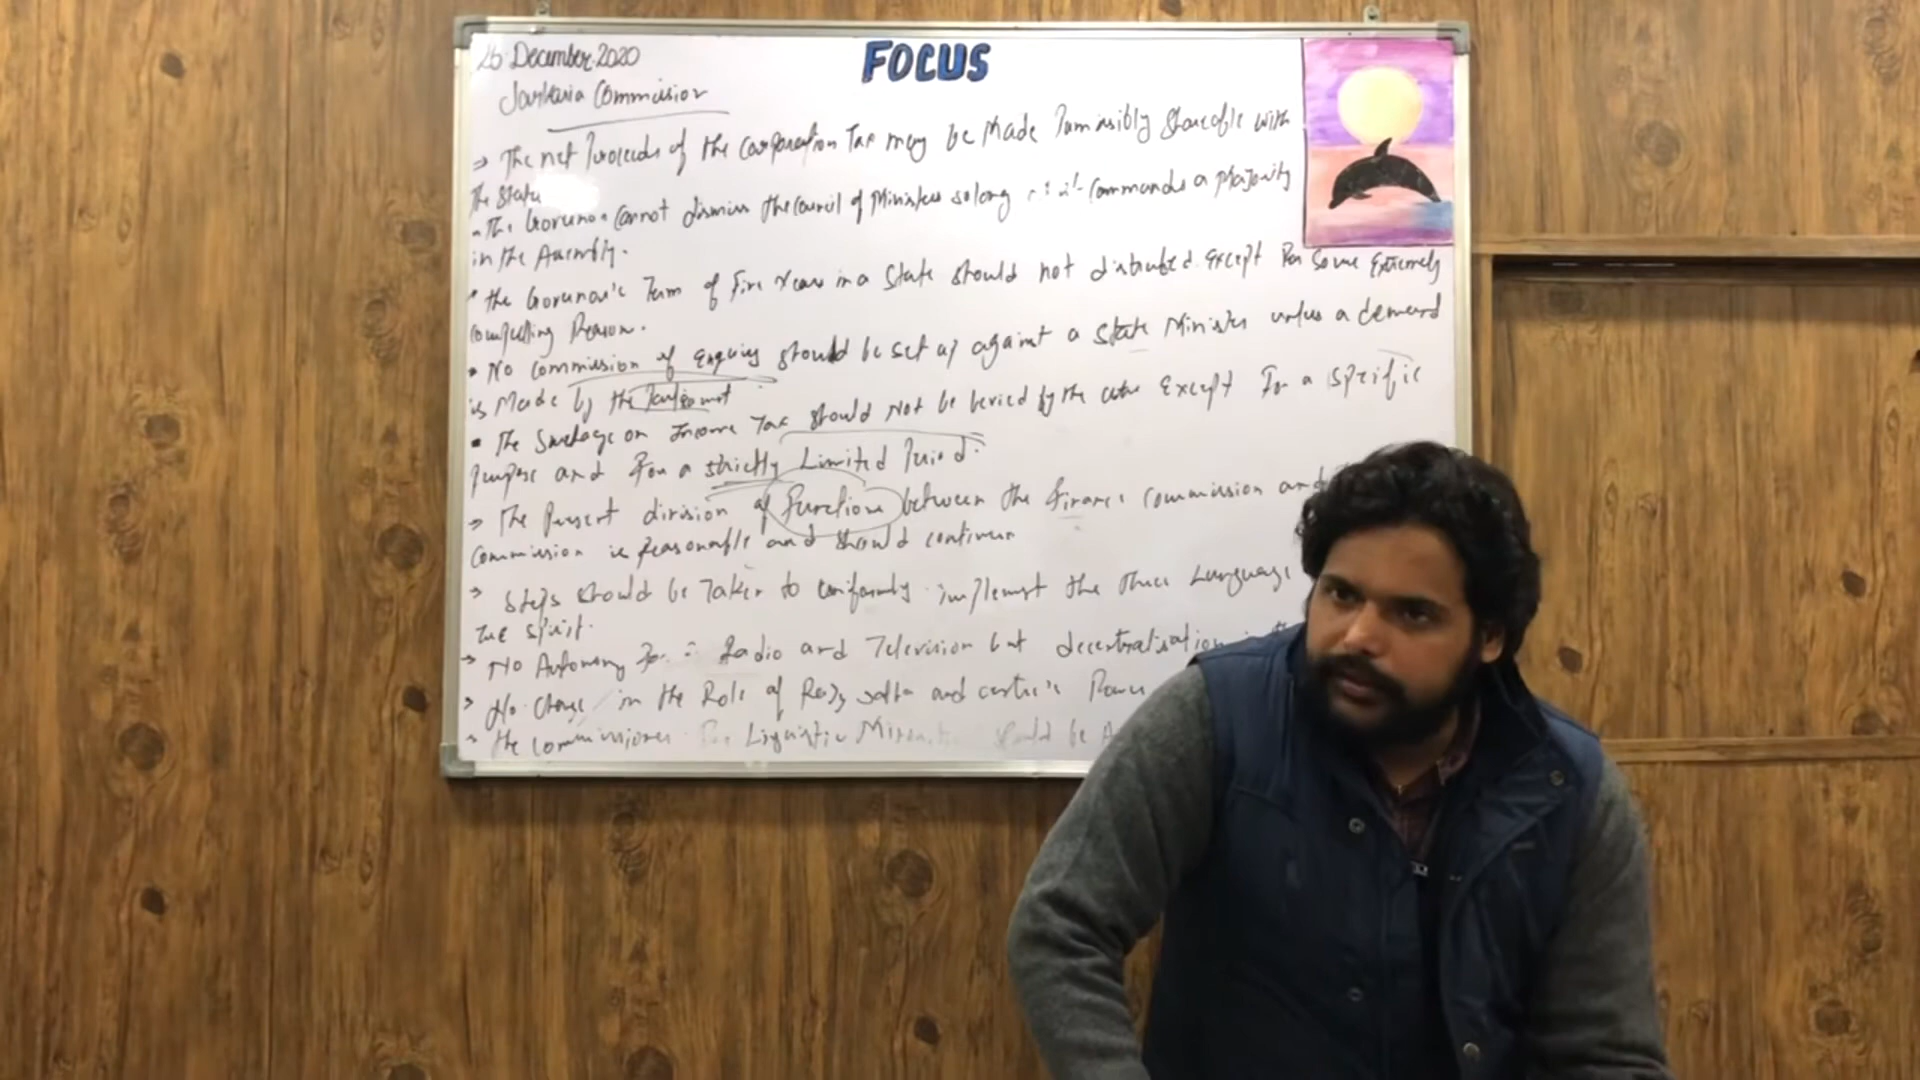 FOCUS
26 December 2020
Sarkaria Commission
⇒ The net Proceeds of the Corporation Tax may be Made Permissibly Shareable with
The State
The Governor Cannot dismiss the Council of Ministers so long as it Commands a Majority
in the Assembly.
• the Governor's Term of Five Years in a State should not disturbed Except For Some Extremely
Compelling Reason.
• No Commission of Enquiry should be set up against a State Minister unless a demand
is Made by the Parliament
• The Surcharge on Income Tax should Not be levied by the Except For a Specific
Purpose and For a strictly Limited Period.
⇒ The Present division of Functions between the Finance Commission and
Commission is Reasonable and should continue
> Steps should be Taken to uniformly implement the Three Language
True Spirit.
→ No Autonomy For Radio and Television but decentralisation in
> No Change in the Role of Rajya Sabha and centre's Power
The Commissioner For Linguistic should be